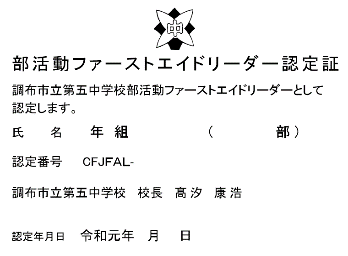 中
部活動ファーストエイドリーダー認定証
調布市立第五中学校部活動ファーストエイドリーダーとして
認定します。
氏　名　年　組　（　部）
認定番号　CFJFAL-
調布市立第五中学校　校長　髙汐　康浩
認定年月日　令和元年　月　日